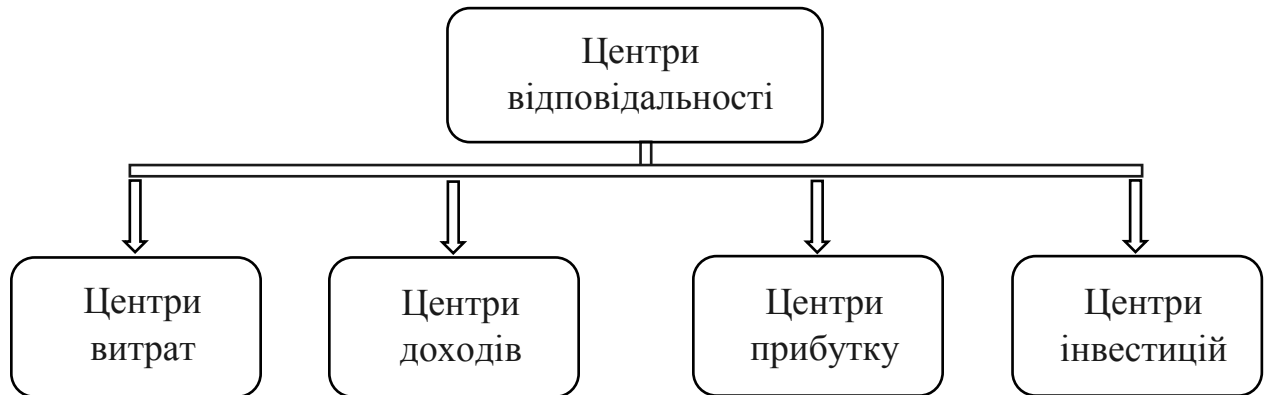 Центри
відповідальності
Центри
витрат
Центри
доходів
Центри
прибутку
Центри
інвестицій